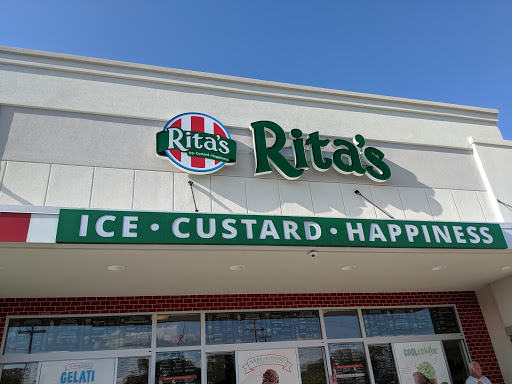 Rita's
Ice Custard Happiness
Rita's
ICE • CUSTARD • HAPPINESS
GELATI